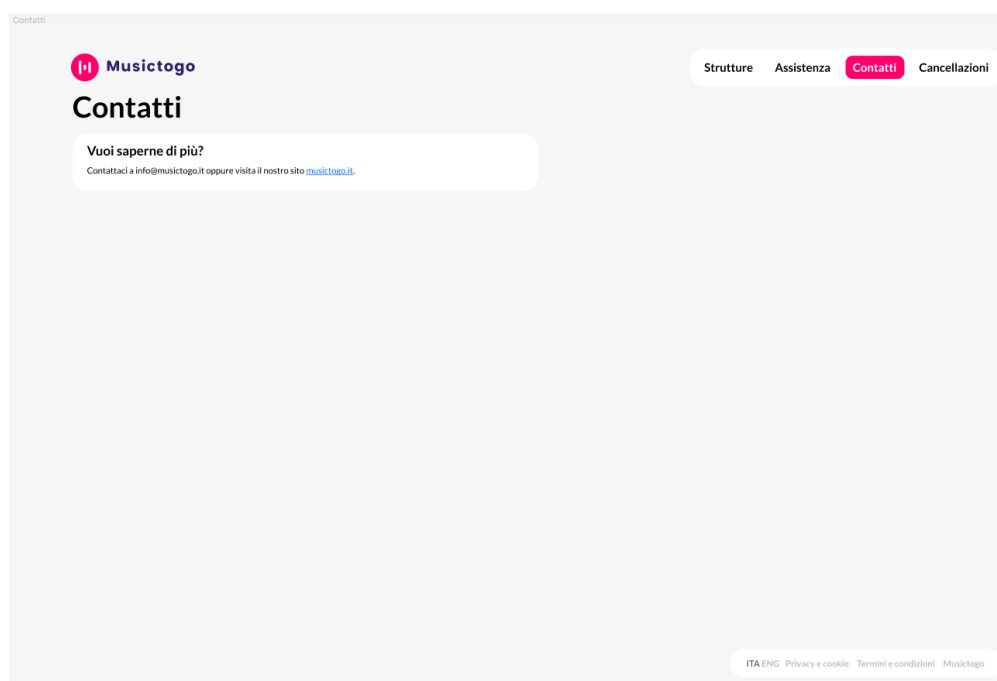 Contatti
Musictogo
Strutture Assistenza Contatti Cancellazioni
Contatti
Vuoi saperne di più?
Contattaci a info@musictogo.it oppure visita il nostro sito musictogo.it.
ITA ENG Privacy e cookie Termini e condizioni Musictogo